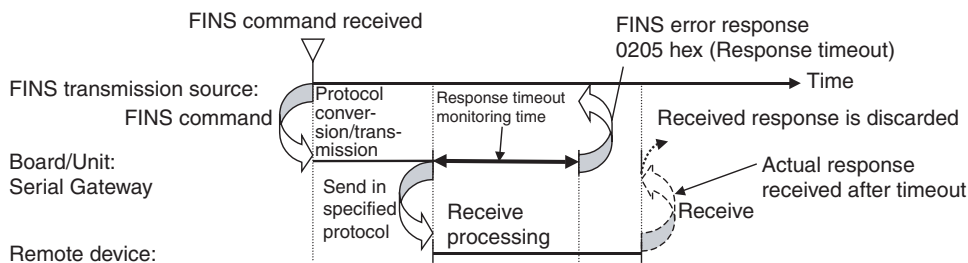 FINS command received
FINS error response
0205 hex (Response timeout)
Time
FINS transmission source:
FINS command
Protocol
conver-
sion/trans-
mission
Response timeout
monitoring time
Received response is discarded
Board/Unit:
Serial Gateway
Actual response
received after timeout
Send in
specified
protocol
Receive
processing
Receive
Remote device: